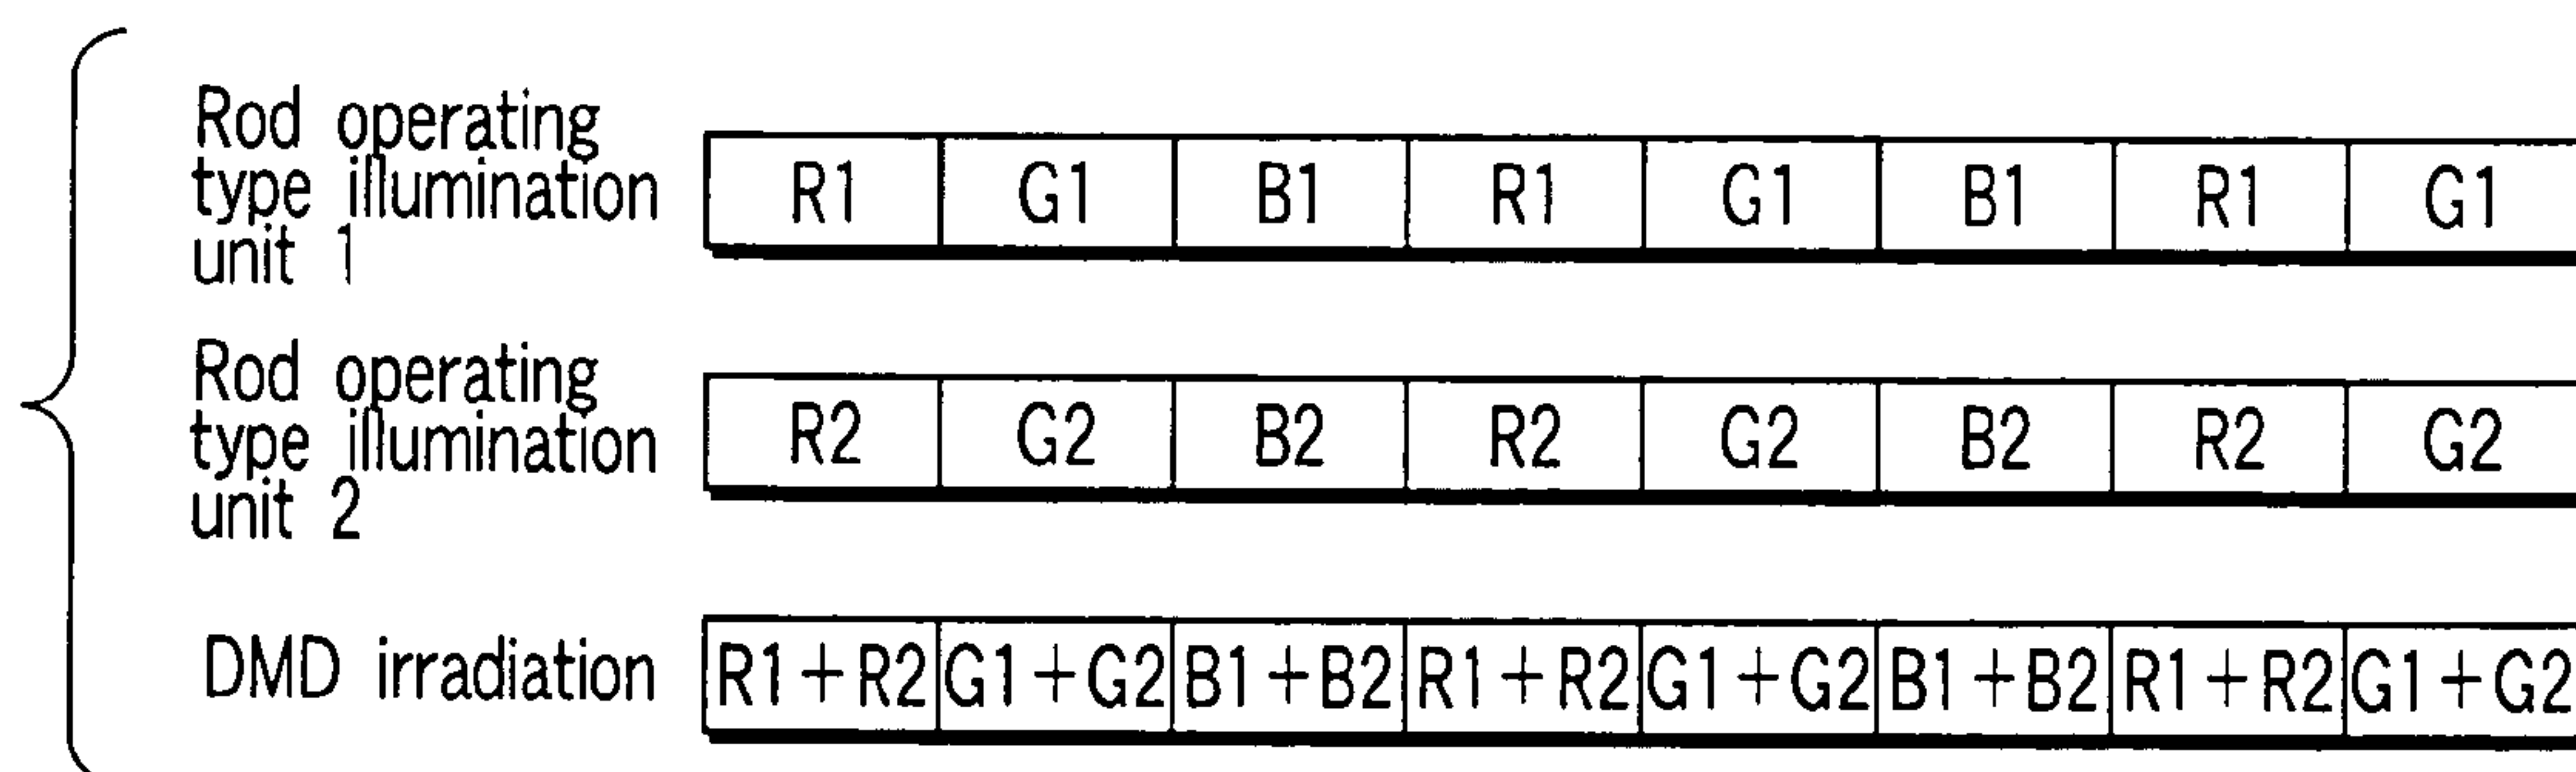 Rod operating
type illumination
unit 1
R1 G1 B1 R1 G1 B1 R1 G1
Rod operating
type illumination
unit 2
R2 G2 B2 R2 G2 B2 R2 G2
DMD irradiation
R1+R2 G1+G2 B1+B2 R1+R2 G1+G2 B1+B2 R1+R2 G1+G2